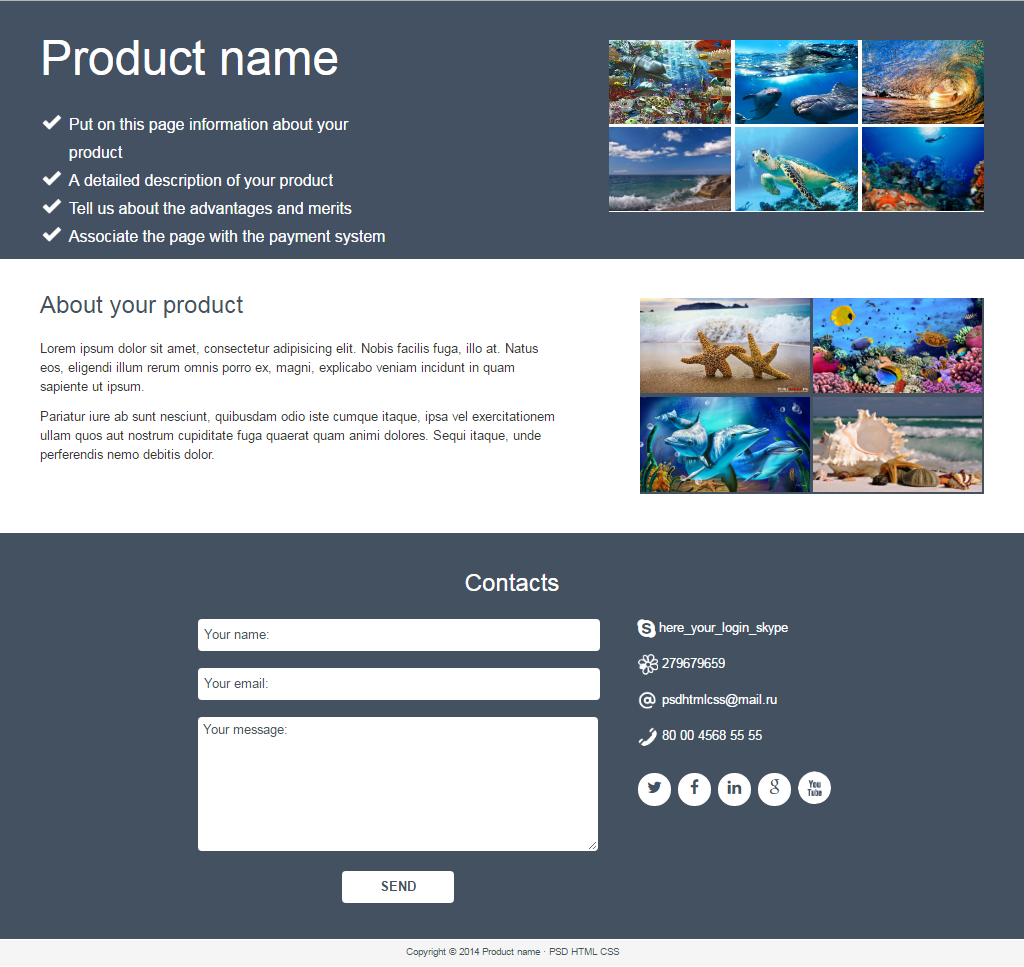 Product name
Put on this page information about your
product
A detailed description of your product
Tell us about the advantages and merits
Associate the page with the payment system
About your product
Lorem ipsum dolor sit amet, consectetur adipisicing elit. Nobis facilis fuga, illo at. Natus
eos, eligendi illum rerum omnis porro ex, magni, explicabo veniam incidunt in quam
sapiente ut ipsum.
Pariatur iure ab sunt nesciunt, quibusdam odio iste cumque itaque, ipsa vel exercitationem
ullam quos aut nostrum cupiditate fuga quaerat quam animi dolores. Sequi itaque, unde
perferendis nemo debitis dolor.
Contacts
Your name:
Your email:
Your message:
SEND
here_your_login_skype
279679659
psdhtmlcss@mail.ru
80 00 4568 55 55
You
Tube
Copyright © 2014 Product name · PSD HTML CSS